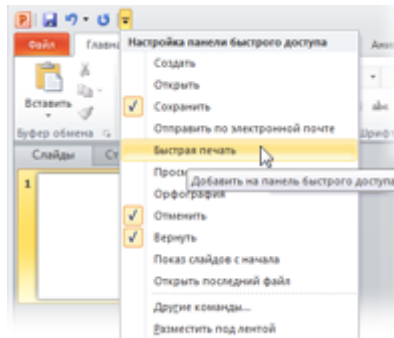 Файл
Настройка панели быстрого доступа
Создать
Открыть
Вставить
Сохранить
Отправить по электронной почте
Буфер обмена
Быстрая печать
Слайды
Добавить на панель быстрого доступа
Орфография
1
Отменить
Вернуть
Показ слайдов с начала
Открыть последний файл
Другие команды...
Разместить под лентой